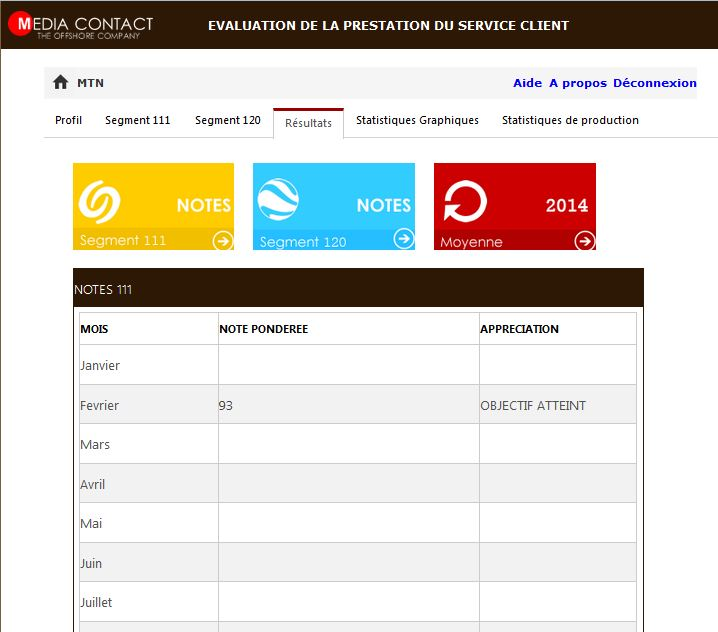 MEDIA CONTACT
THE OFFSHORE COMPANY
EVALUATION DE LA PRESTATION DU SERVICE CLIENT
MTN
Aide A propos Déconnexion
Profil Segment 111 Segment 120 Résultats Statistiques Graphiques Statistiques de production
NOTES
Segment 111
NOTES
Segment 120
2014
Moyenne
NOTES 111
MOIS NOTE PONDEREE APPRECIATION
Janvier
Fevrier 93 OBJECTIF ATTEINT
Mars
Avril
Mai
Juin
Juillet